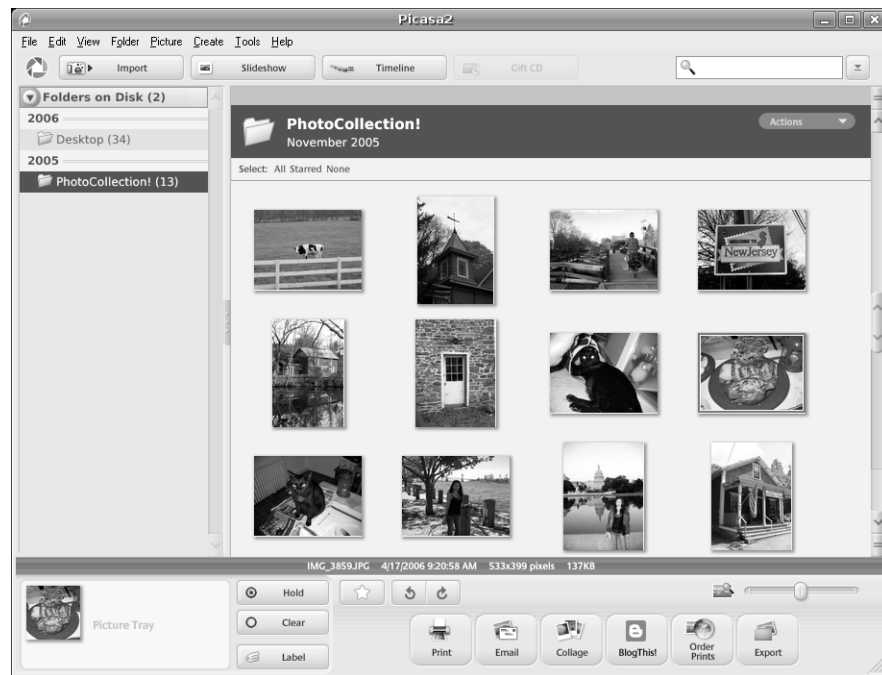 Picasa2
File Edit View Folder Picture Create Tools Help
Import Slideshow Timeline Gift CD
Folders on Disk (2)
2006
Desktop (34)
2005
PhotoCollection! (13)
PhotoCollection!
November 2005
Actions
Select: All Starred None
WELCOME TO
NewJersey
IMG_3859.JPG 4/17/2006 9:20:58 AM 533x399 pixels 137KB
Picture Tray
Hold
Clear
Label
Print Email Collage BlogThis! Order Prints Export